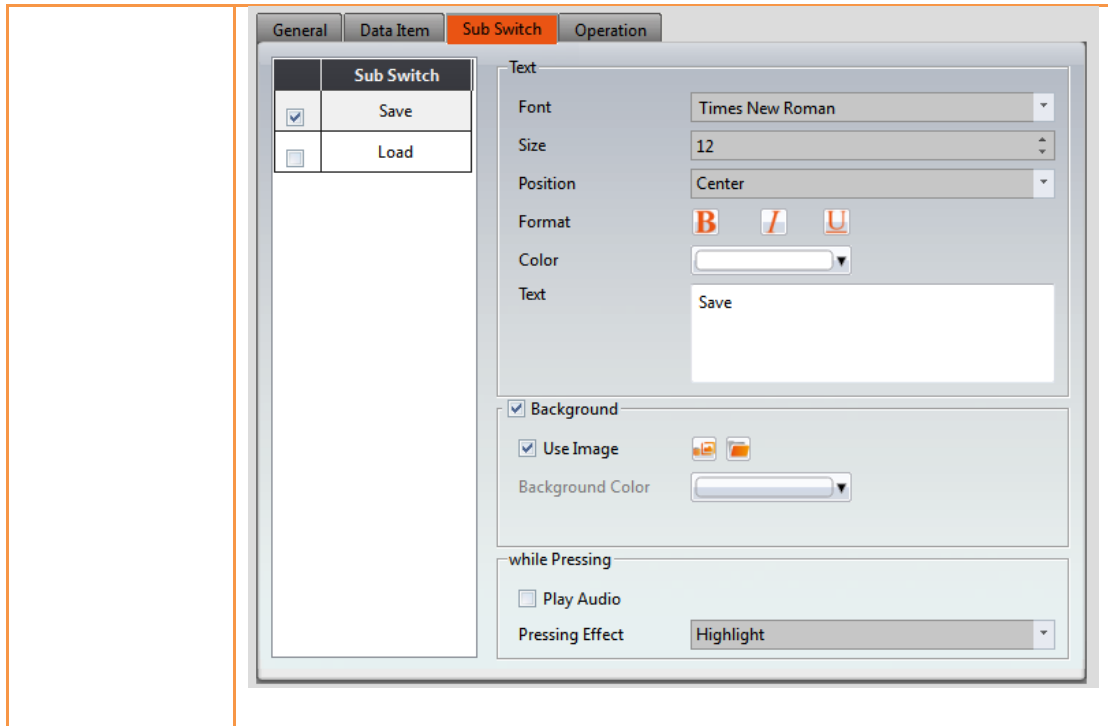 General Data Item Sub Switch Operation
Sub Switch
Save
Load
Text
Font Times New Roman
Size 12
Position Center
Format B I U
Color
Text Save
Background
Use Image
Background Color
while Pressing
Play Audio
Pressing Effect Highlight